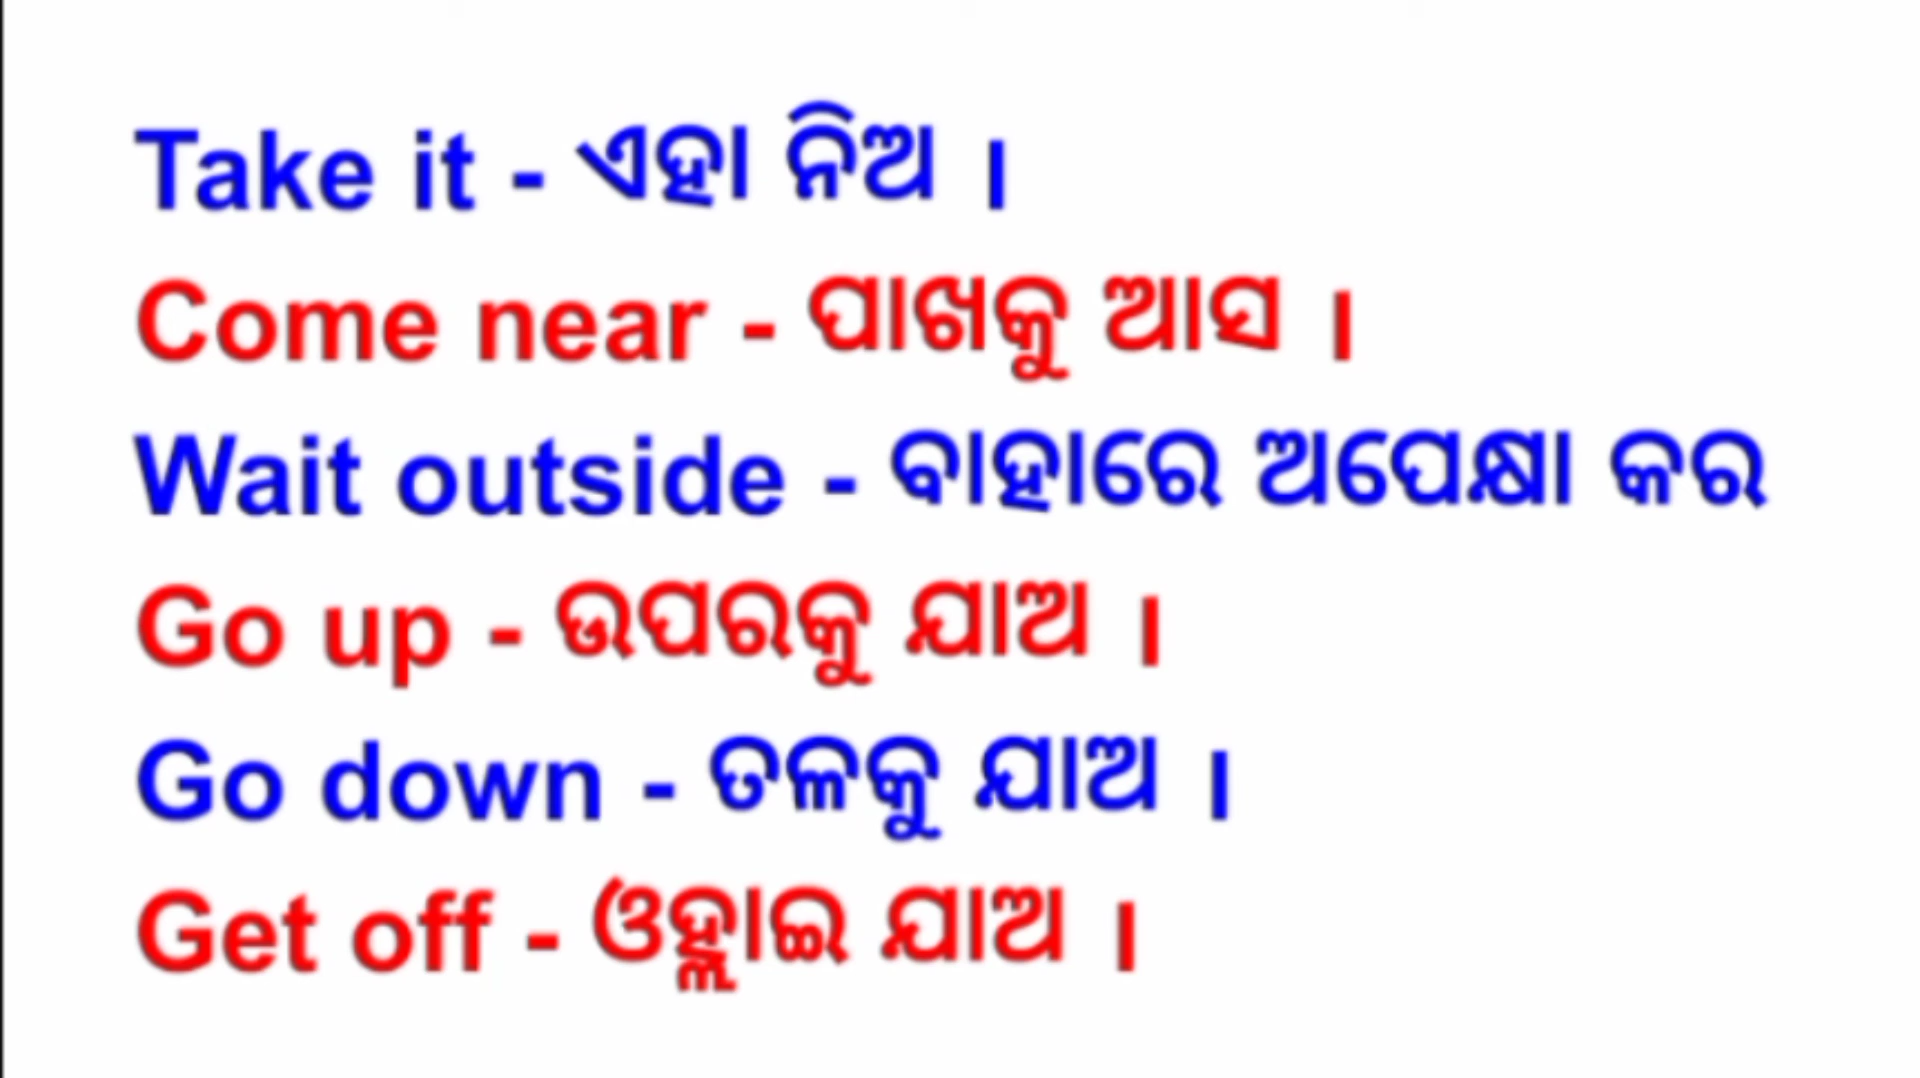 Take it - ଏହା ନିଅ ।
Come near - ପାଖକୁ ଆସ ।
Wait outside - ବାହାରେ ଅପେକ୍ଷା କର
Go up - ଉପରକୁ ଯାଅ ।
Go down - ତଳକୁ ଯାଅ ।
Get off - ଓହ୍ଲାଇ ଯାଅ ।